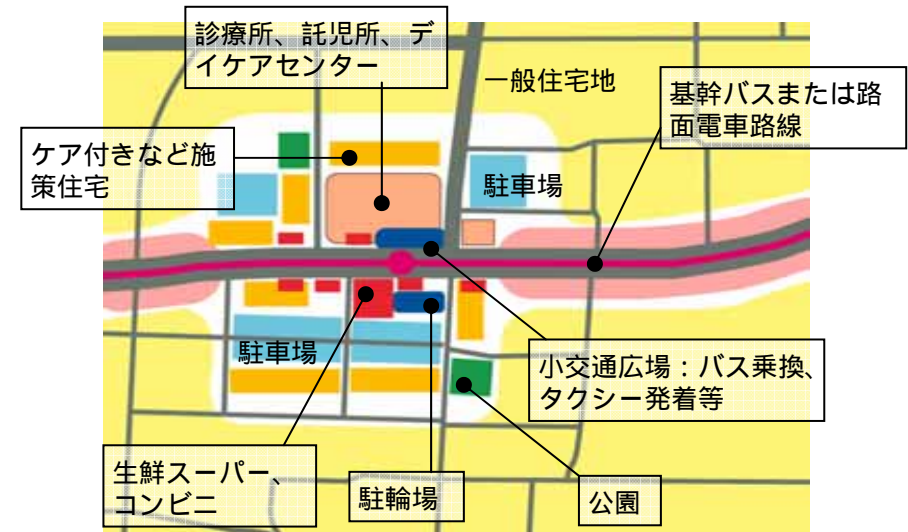 診療所、託児所、デ
イケアセンター
一般住宅地
基幹バスまたは路
面電車路線
ケア付きなど施
策住宅
駐車場
駐車場
小交通広場：バス乗換、
タクシー発着等
生鮮スーパー、
コンビニ
駐輪場
公園